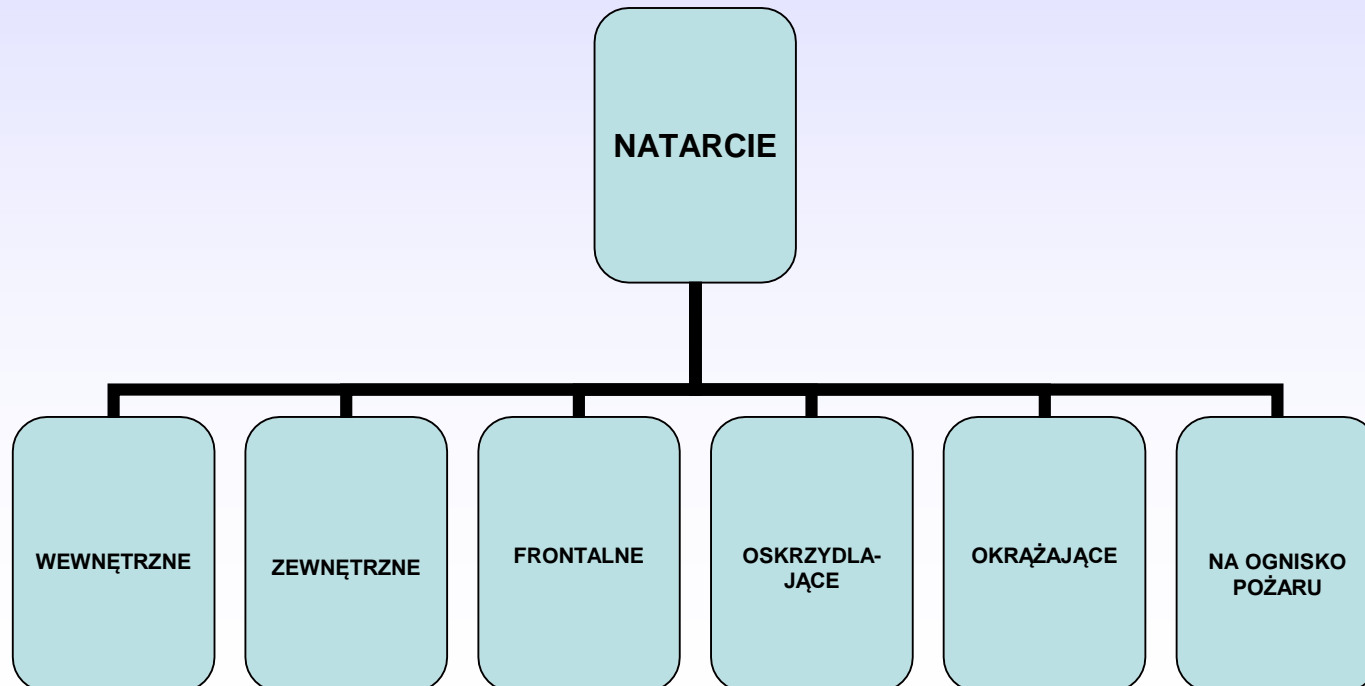 NATARCIE
WEWNĘTRZNE
ZEWNĘTRZNE
FRONTALNE
OSKRZYDLA-
JĄCE
OKRĄŻAJĄCE
NA OGNISKO
POŻARU